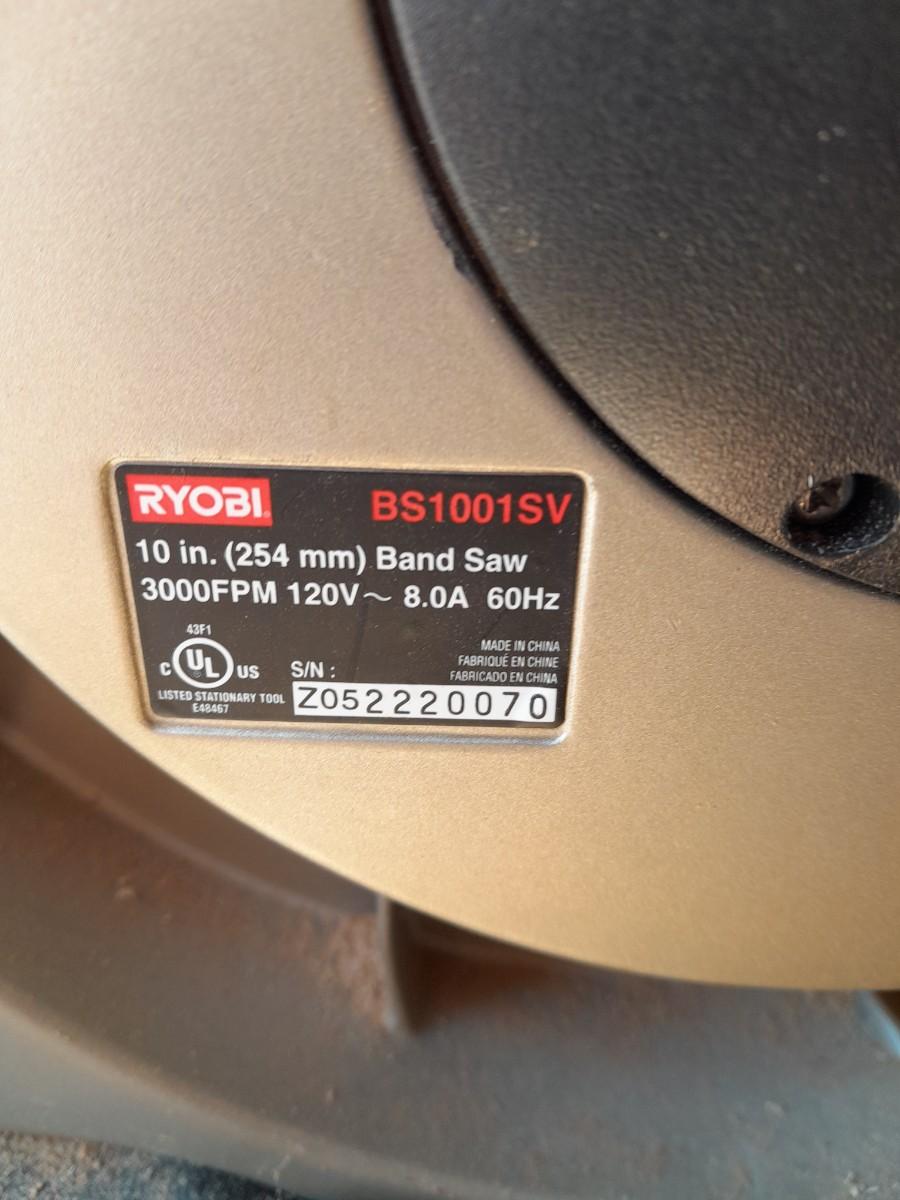 RYOBI BS1001SV
10 in. (254 mm) Band Saw
3000FPM 120V~ 8.0A 60Hz
43F1
C UL US
LISTED STATIONARY TOOL
E48467
MADE IN CHINA
FABRIQUÉ EN CHINE
FABRICADO EN CHINA
S/N :
Z052220070